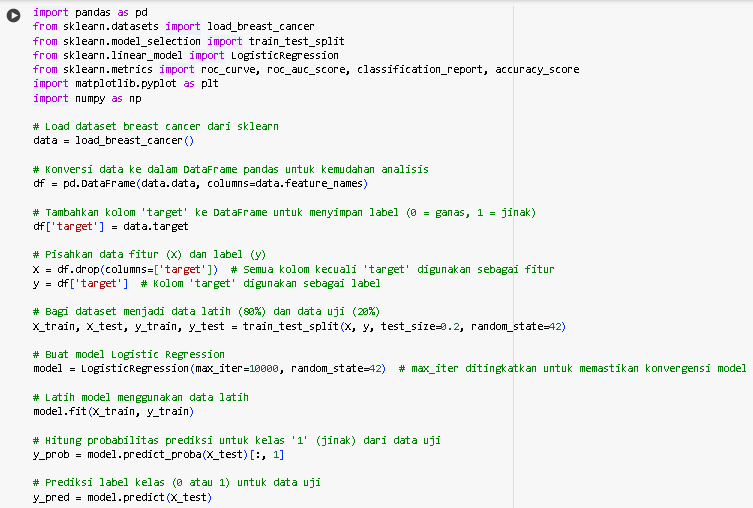 import pandas as pd
from sklearn.datasets import load_breast_cancer
from sklearn.model_selection import train_test_split
from sklearn.linear_model import LogisticRegression
from sklearn.metrics import roc_curve, roc_auc_score, classification_report, accuracy_score
import matplotlib.pyplot as plt
import numpy as np
# Load dataset breast cancer dari sklearn
data = load_breast_cancer()
# Konversi data ke dalam DataFrame pandas untuk kemudahan analisis
df = pd.DataFrame(data.data, columns=data.feature_names)
# Tambahkan kolom 'target' ke DataFrame untuk menyimpan label (0 = ganas, 1 = jinak)
df['target'] = data.target
# Pisahkan data fitur (X) dan label (y)
X = df.drop(columns=['target'])  # Semua kolom kecuali 'target' digunakan sebagai fitur
y = df['target']  # Kolom 'target' digunakan sebagai label
# Bagi dataset menjadi data latih (80%) dan data uji (20%)
X_train, X_test, y_train, y_test = train_test_split(X, y, test_size=0.2, random_state=42)
# Buat model Logistic Regression
model = LogisticRegression(max_iter=10000, random_state=42)  # max_iter ditingkatkan untuk memastikan konvergensi model
# Latih model menggunakan data latih
model.fit(X_train, y_train)
# Hitung probabilitas prediksi untuk kelas '1' (jinak) dari data uji
y_prob = model.predict_proba(X_test)[:, 1]
# Prediksi label kelas (0 atau 1) untuk data uji
y_pred = model.predict(X_test)